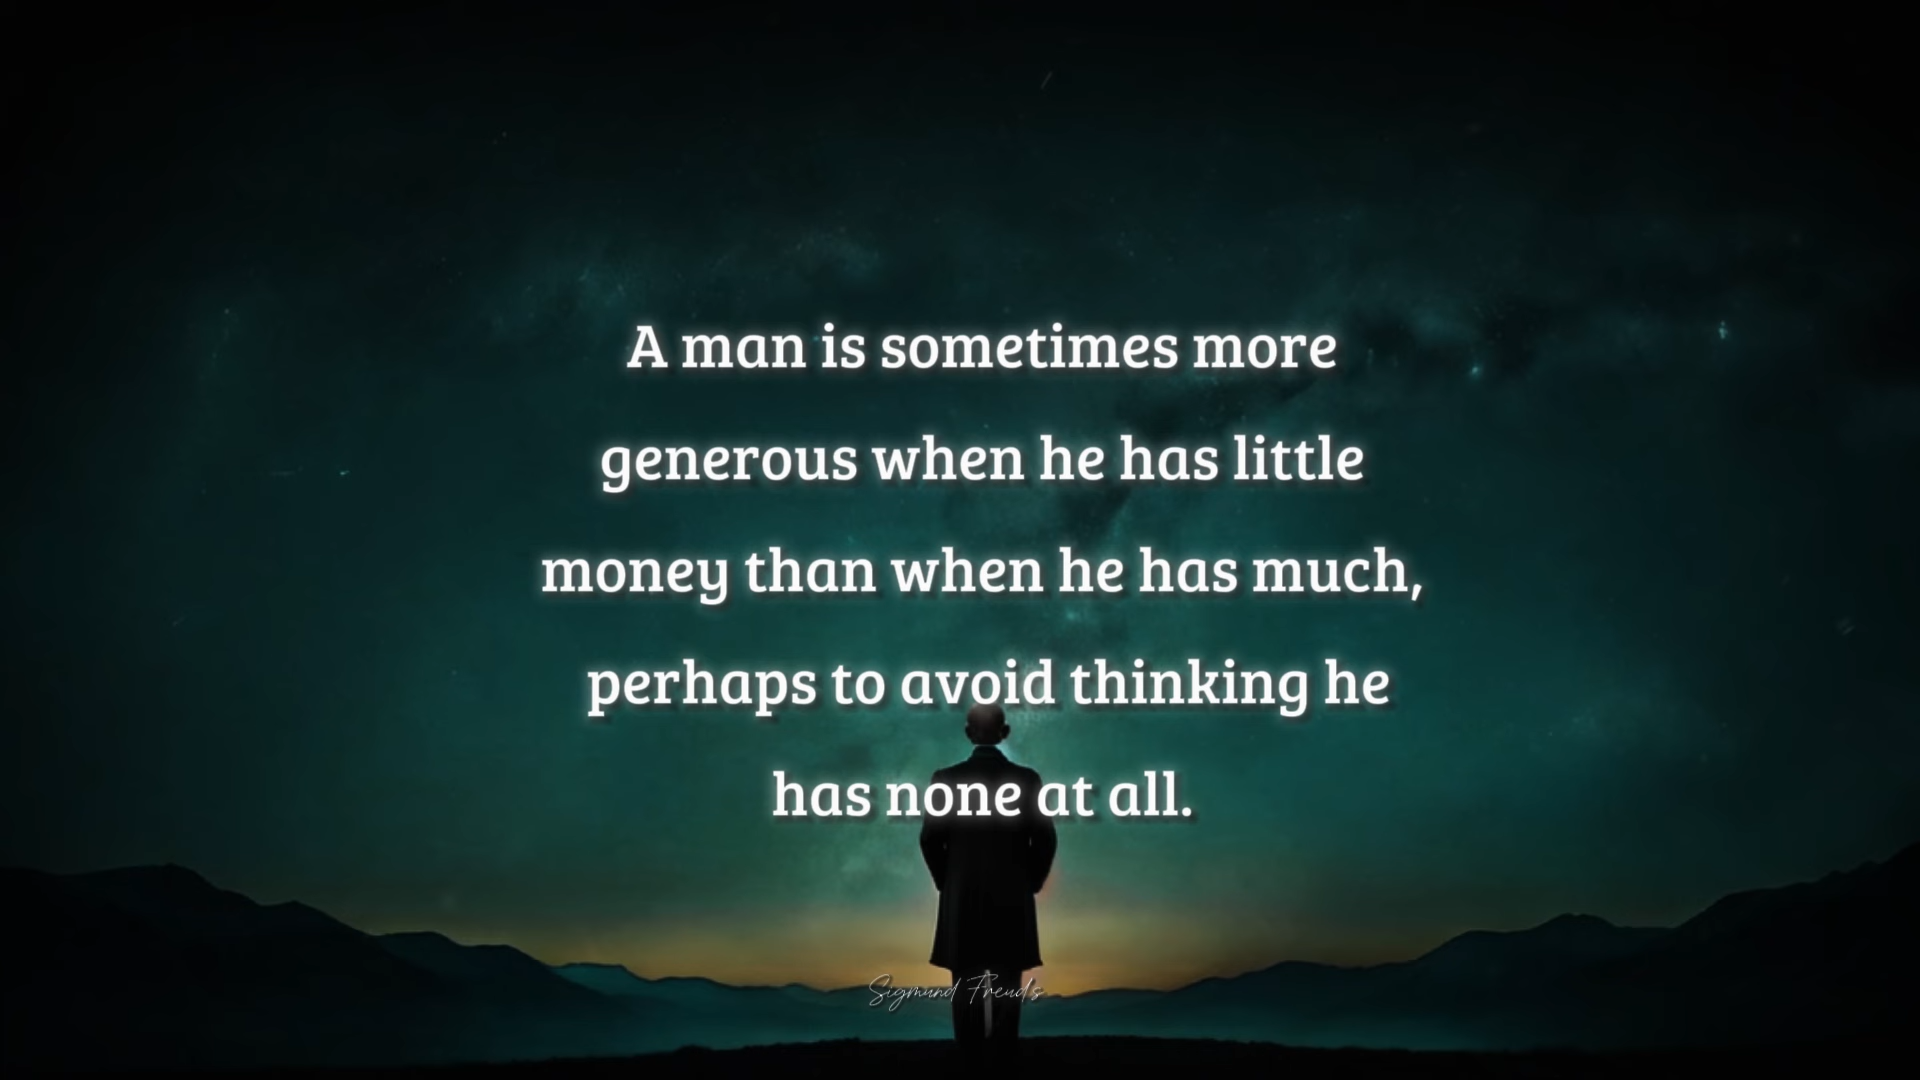 A man is sometimes more
generous when he has little
money than when he has much,
perhaps to avoid thinking he
has none at all.
Sigmund Freud's